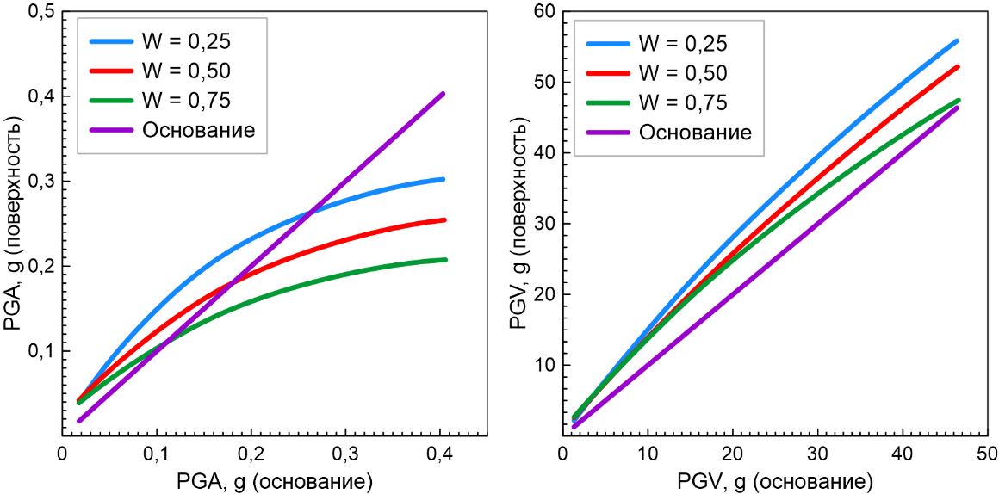 0,5
0,4
0,3
0,2
0,1
PGA, g (поверхность)
W = 0,25
W = 0,50
W = 0,75
Основание
0
0,1
0,2
0,3
0,4
PGA, g (основание)
60
50
40
30
20
10
PGV, g (поверхность)
W = 0,25
W = 0,50
W = 0,75
Основание
0
10
20
30
40
50
PGV, g (основание)